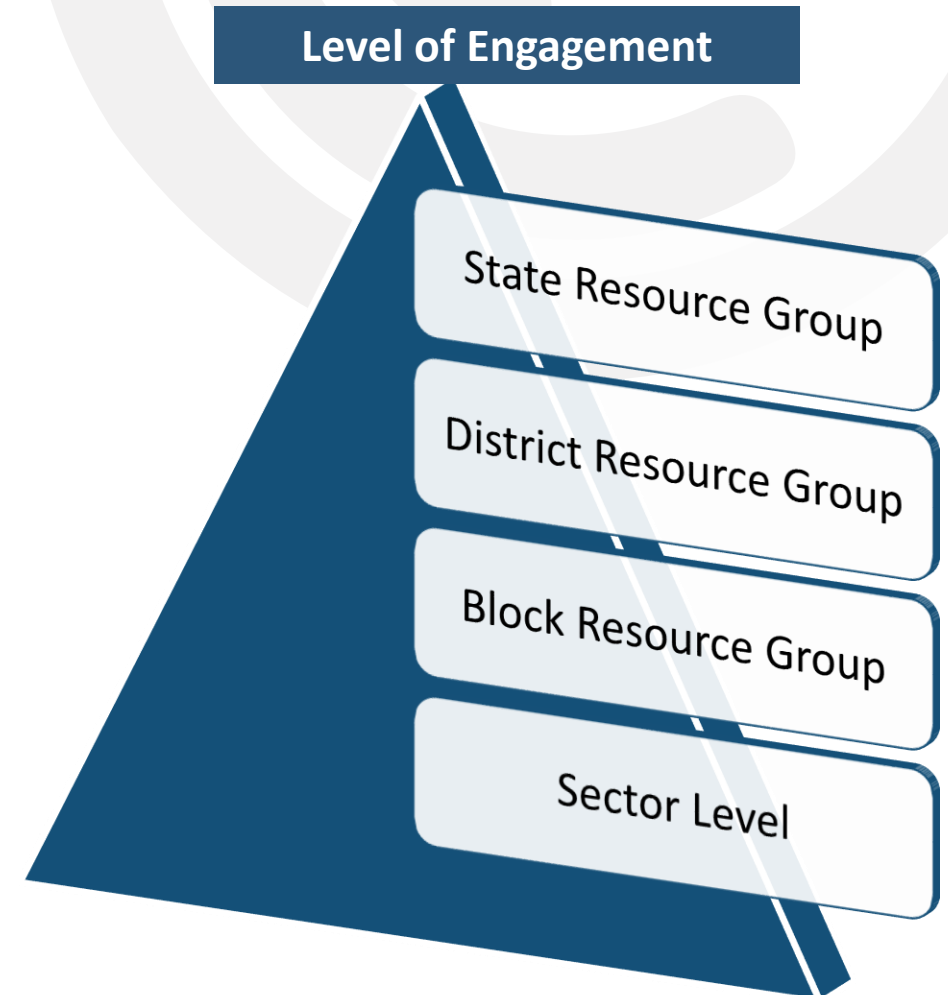 Level of Engagement
State Resource Group
District Resource Group
Block Resource Group
Sector Level